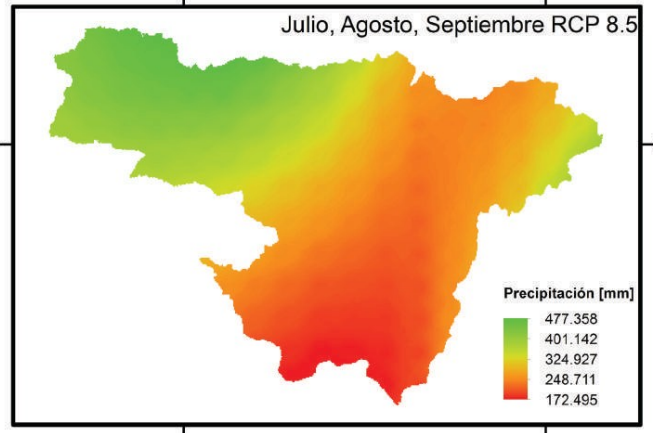 Julio, Agosto, Septiembre RCP 8.5
Precipitación [mm]
477.358
401.142
324.927
248.711
172.495